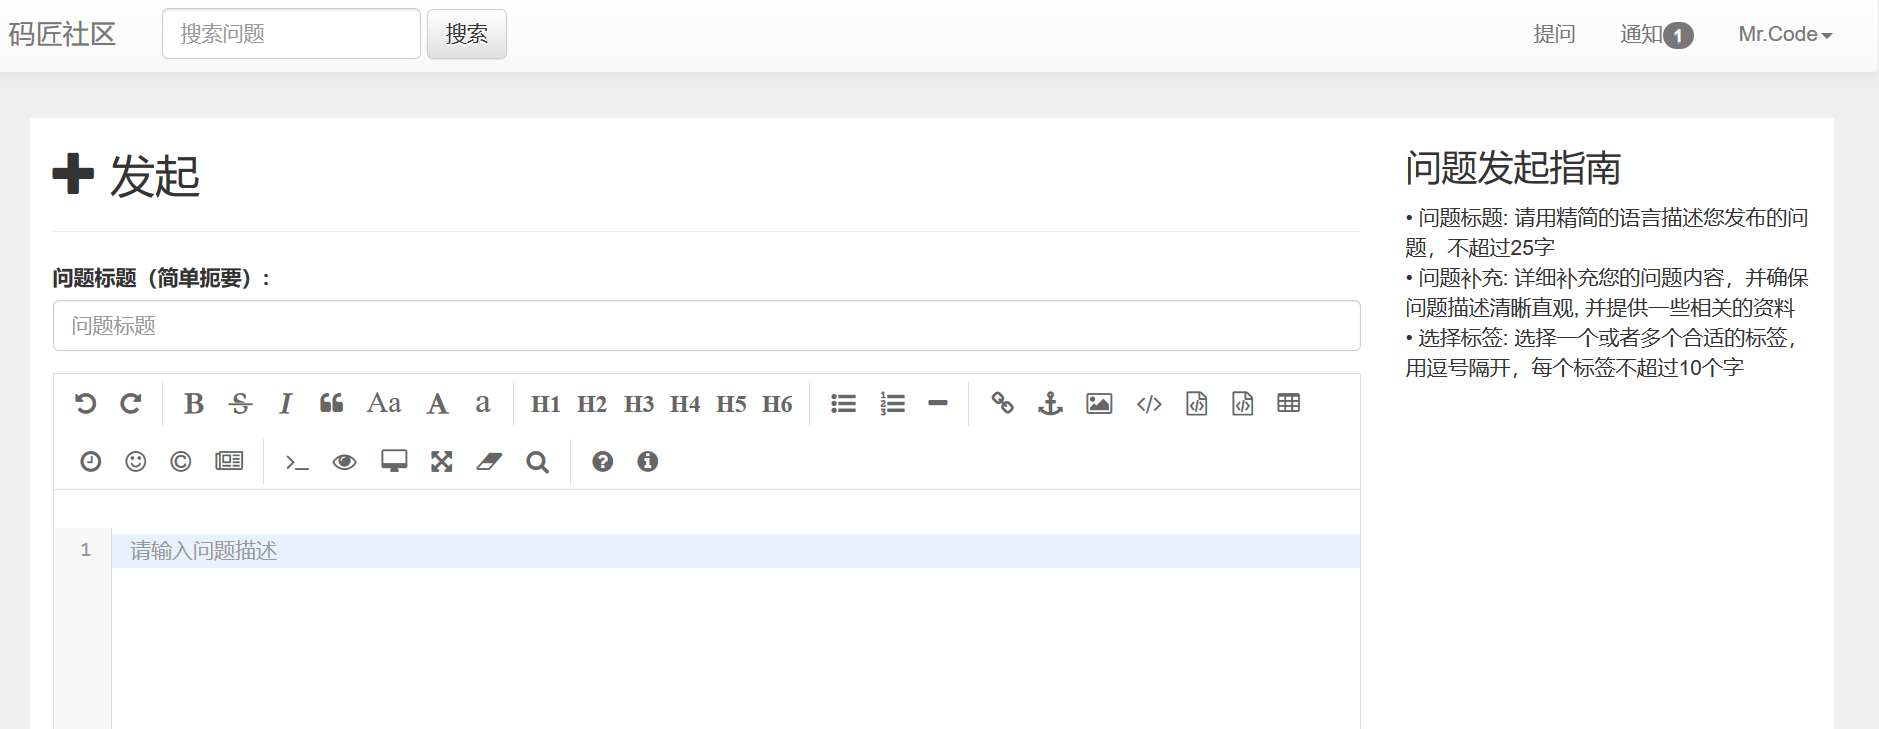 码匠社区
搜索问题
搜索
提问
通知1
Mr.Code
发起
问题标题（简单扼要）:
问题标题
B S I Aa A a H1 H2 H3 H4 H5 H6
1 请输入问题描述
问题发起指南
• 问题标题: 请用精简的语言描述您发布的问
题，不超过25字
• 问题补充: 详细补充您的问题内容，并确保
问题描述清晰直观, 并提供一些相关的资料
• 选择标签: 选择一个或者多个合适的标签，
用逗号隔开，每个标签不超过10个字